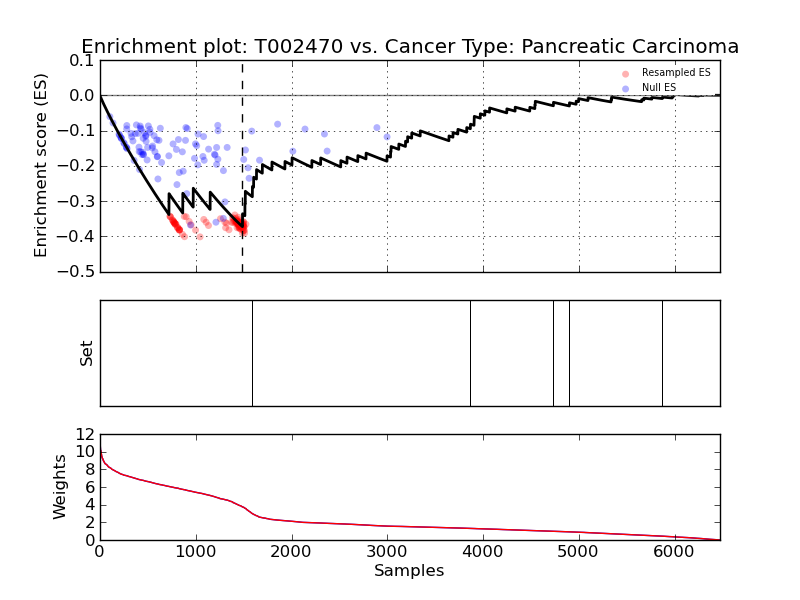 Enrichment plot: T002470 vs. Cancer Type: Pancreatic Carcinoma
Enrichment score (ES)
0.1
0.0
−0.1
−0.2
−0.3
−0.4
−0.5
Resampled ES
Null ES
Set
Weights
12
10
8
6
4
2
0
0 1000 2000 3000 4000 5000 6000
Samples